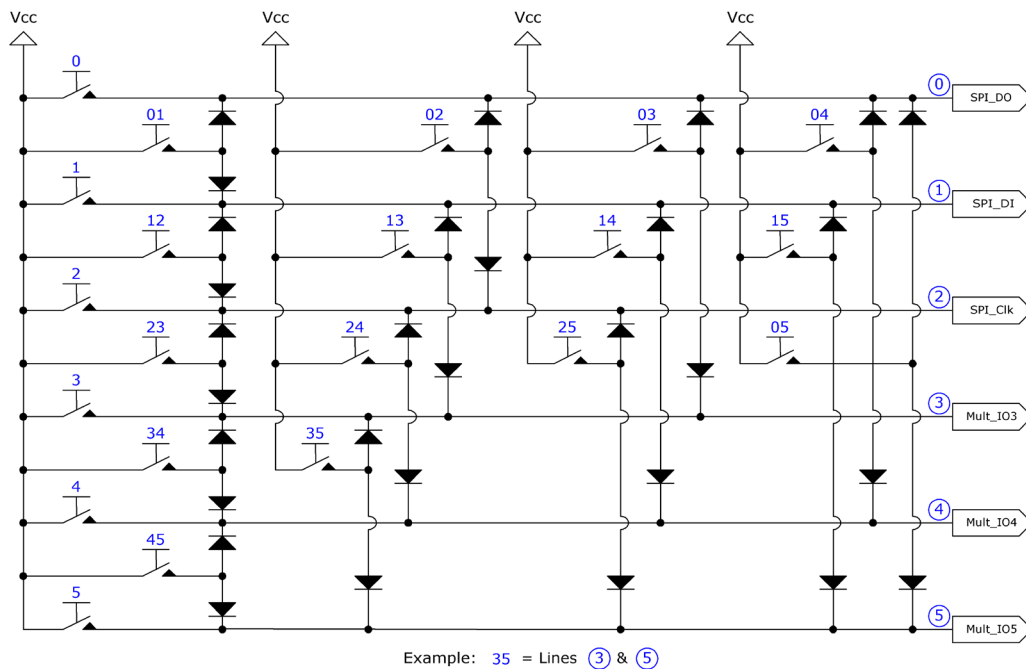 Vcc Vcc Vcc Vcc
0
0 SPI_DO
01 02 03 04
1
1 SPI_DI
12 13 14 15
2
2 SPI_Clk
23 24 25 05
3
3 Mult_IO3
34 35
4
4 Mult_IO4
45
5
5 Mult_IO5
Example: 35 = Lines 3 & 5